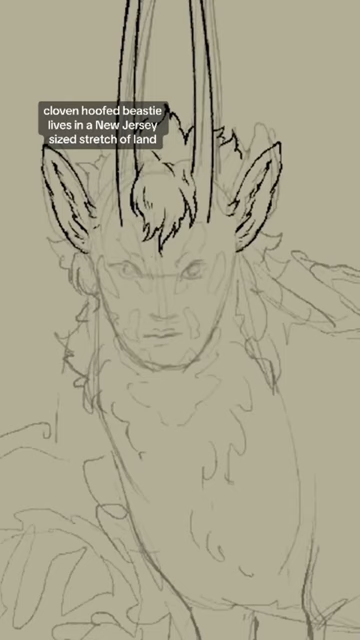 cloven hoofed beastie
lives in a New Jersey
sized stretch of land